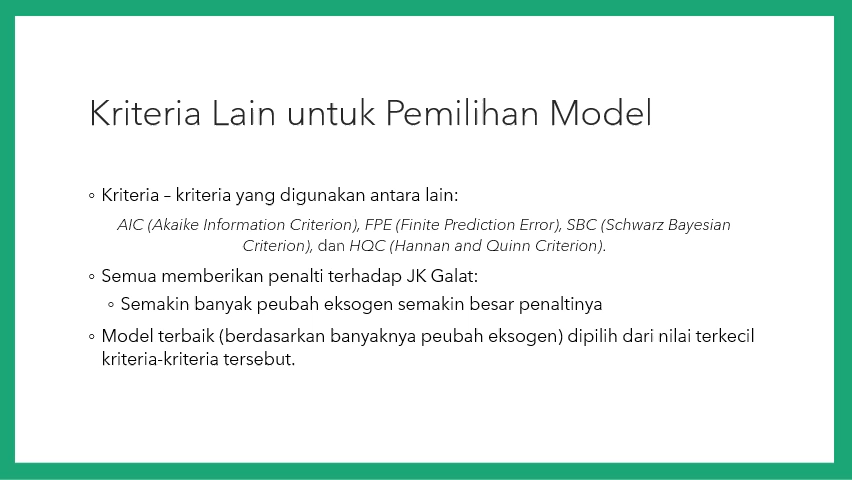 Kriteria Lain untuk Pemilihan Model
◦ Kriteria – kriteria yang digunakan antara lain:
AIC (Akaike Information Criterion), FPE (Finite Prediction Error), SBC (Schwarz Bayesian
Criterion), dan HQC (Hannan and Quinn Criterion).
◦ Semua memberikan penalti terhadap JK Galat:
◦ Semakin banyak peubah eksogen semakin besar penaltinya
◦ Model terbaik (berdasarkan banyaknya peubah eksogen) dipilih dari nilai terkecil
kriteria-kriteria tersebut.